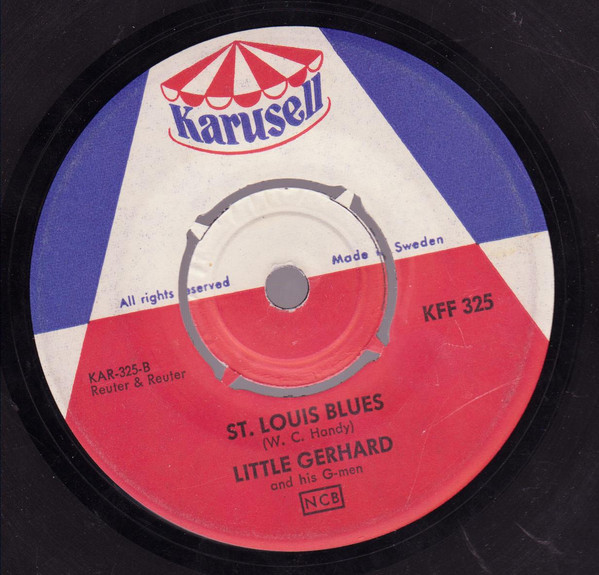 Karusell
Made in Sweden
All rights reserved
KFF 325
KAR-325-B
Reuter & Reuter
ST. LOUIS BLUES
(W. C. Handy)
LITTLE GERHARD
and his G-men
NCB